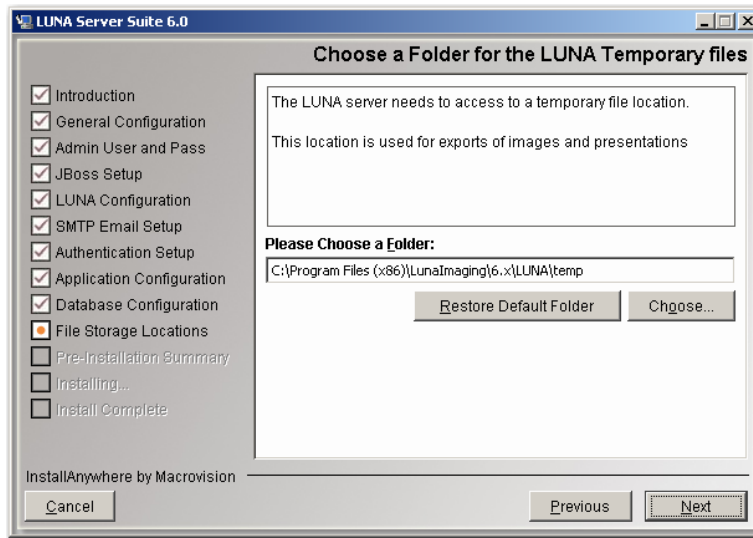 LUNA Server Suite 6.0
Choose a Folder for the LUNA Temporary files
Introduction
General Configuration
Admin User and Pass
JBoss Setup
LUNA Configuration
SMTP Email Setup
Authentication Setup
Application Configuration
Database Configuration
File Storage Locations
Pre-Installation Summary
Installing...
Install Complete
The LUNA server needs to access to a temporary file location.
This location is used for exports of images and presentations
Please Choose a Folder:
C:\Program Files (x86)\LunaImaging\6.x\LUNA\temp
Restore Default Folder
Choose...
InstallAnywhere by Macrovision
Cancel
Previous
Next